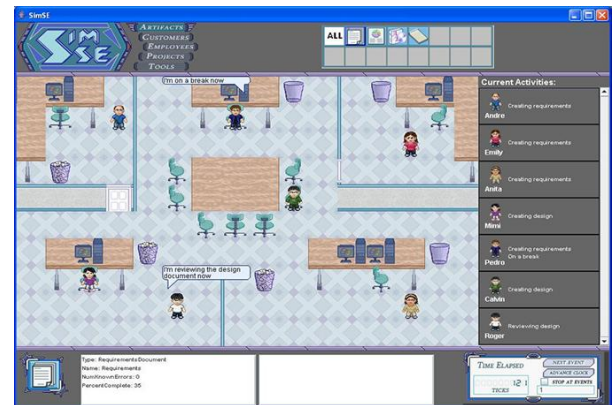 SimSE
SIM
SE
ARTIFACTS
CUSTOMERS
EMPLOYEES
PROJECTS
TOOLS
ALL
I'm on a break now
I'm reviewing the design
document now
Current Activities:
Creating requirements
Andre
Creating requirements
Emily
Creating requirements
Anita
Creating design
Mimi
Creating requirements
On a break
Pedro
Creating design
Calvin
Reviewing design
Roger
Type: RequirementsDocument
Name: Requirements
NumKnownErrors: 0
PercentComplete: 35
TIME ELAPSED
121
TICKS
NEXT EVENT
ADVANCE CLOCK
STOP AT EVENTS
1